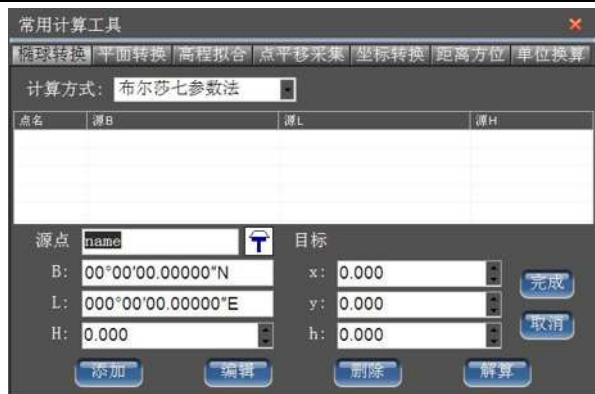 常用计算工具
椭球转换 平面转换 高程拟合 点平移采集 坐标转换 距离方位 单位换算
计算方式: 布尔莎七参数法
点名 源B 源L 源H
源点 name 目标
B: 00°00'00.00000"N x: 0.000 完成
L: 000°00'00.00000"E y: 0.000 取消
H: 0.000 h: 0.000
添加 编辑 删除 解算